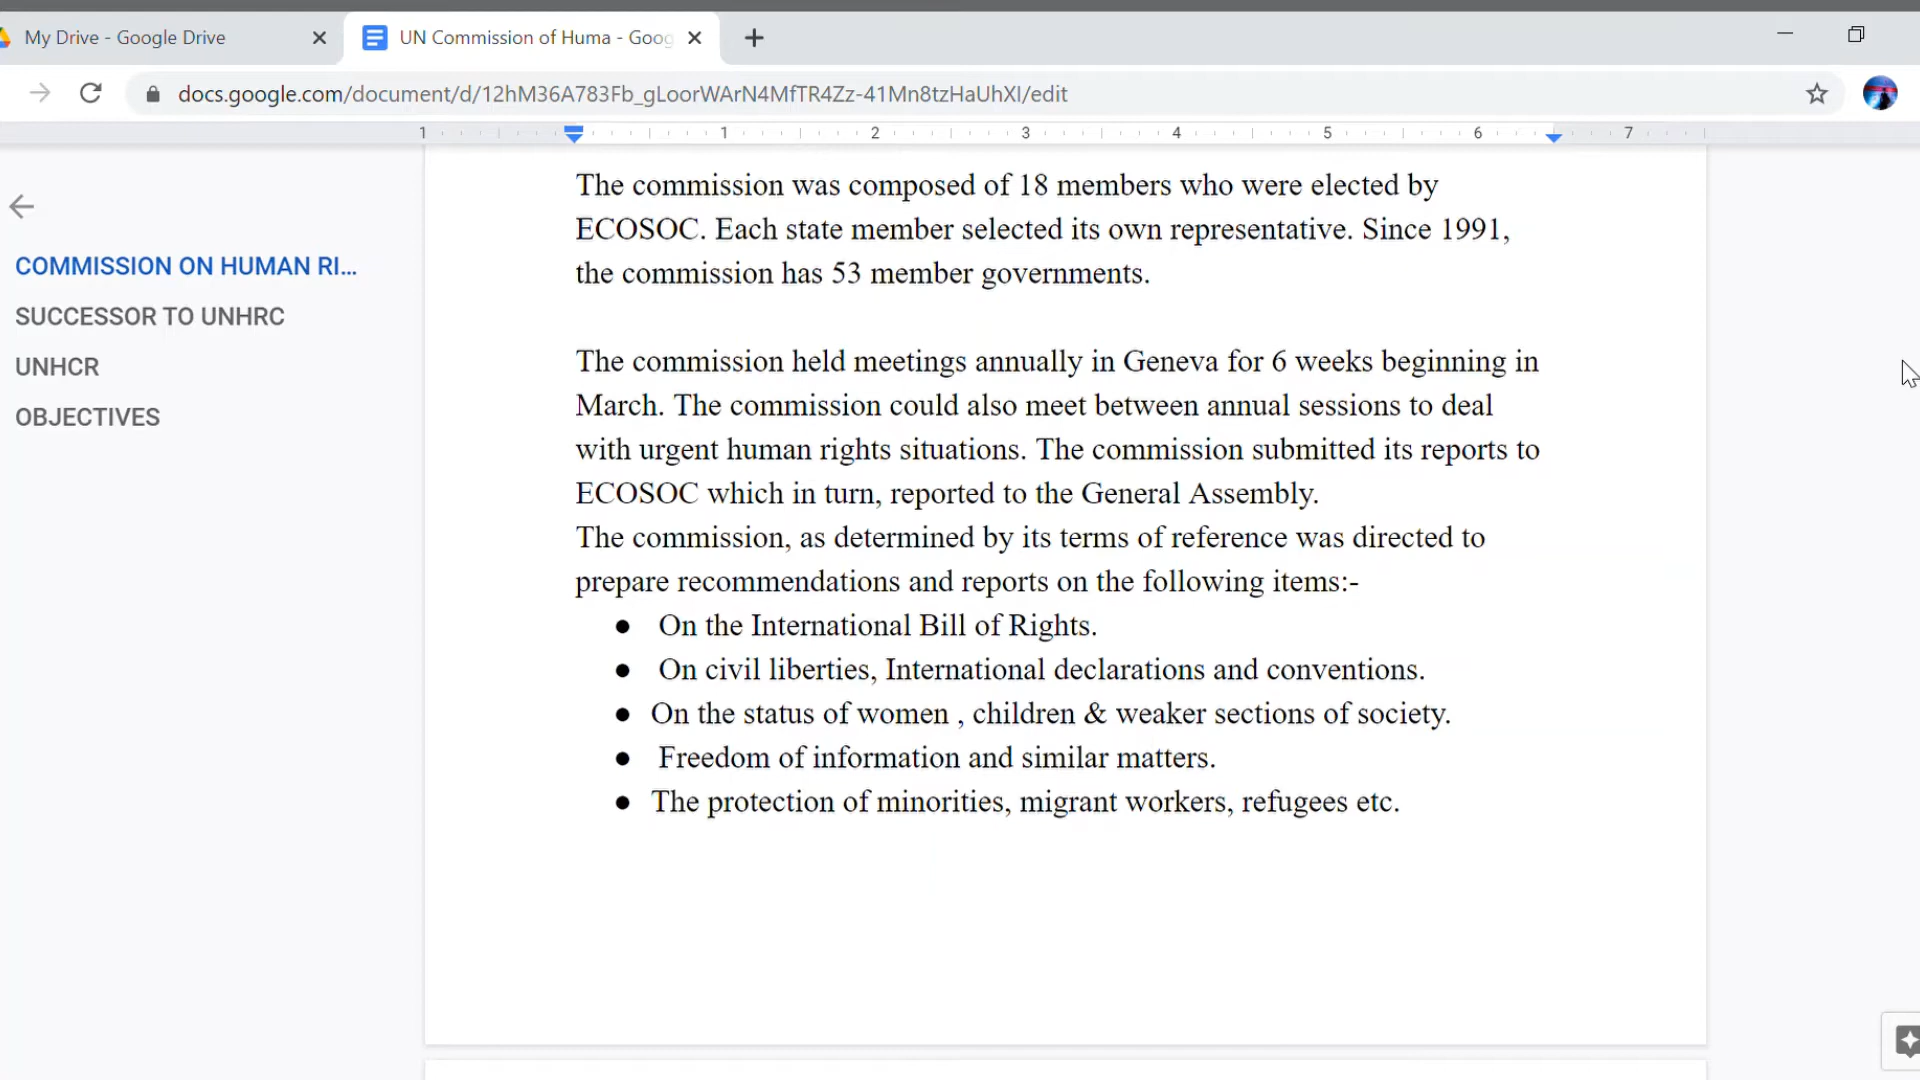 My Drive - Google Drive
UN Commission of Huma - Goog
docs.google.com/document/d/12hM36A783Fb_gLoorWArN4MfTR4Zz-41Mn8tzHaUhXI/edit
1 1 2 3 4 5 6 7
COMMISSION ON HUMAN RI...
SUCCESSOR TO UNHRC
UNHCR
OBJECTIVES
The commission was composed of 18 members who were elected by
ECOSOC. Each state member selected its own representative. Since 1991,
the commission has 53 member governments.
The commission held meetings annually in Geneva for 6 weeks beginning in
March. The commission could also meet between annual sessions to deal
with urgent human rights situations. The commission submitted its reports to
ECOSOC which in turn, reported to the General Assembly.
The commission, as determined by its terms of reference was directed to
prepare recommendations and reports on the following items:-
● On the International Bill of Rights.
● On civil liberties, International declarations and conventions.
● On the status of women , children & weaker sections of society.
● Freedom of information and similar matters.
● The protection of minorities, migrant workers, refugees etc.